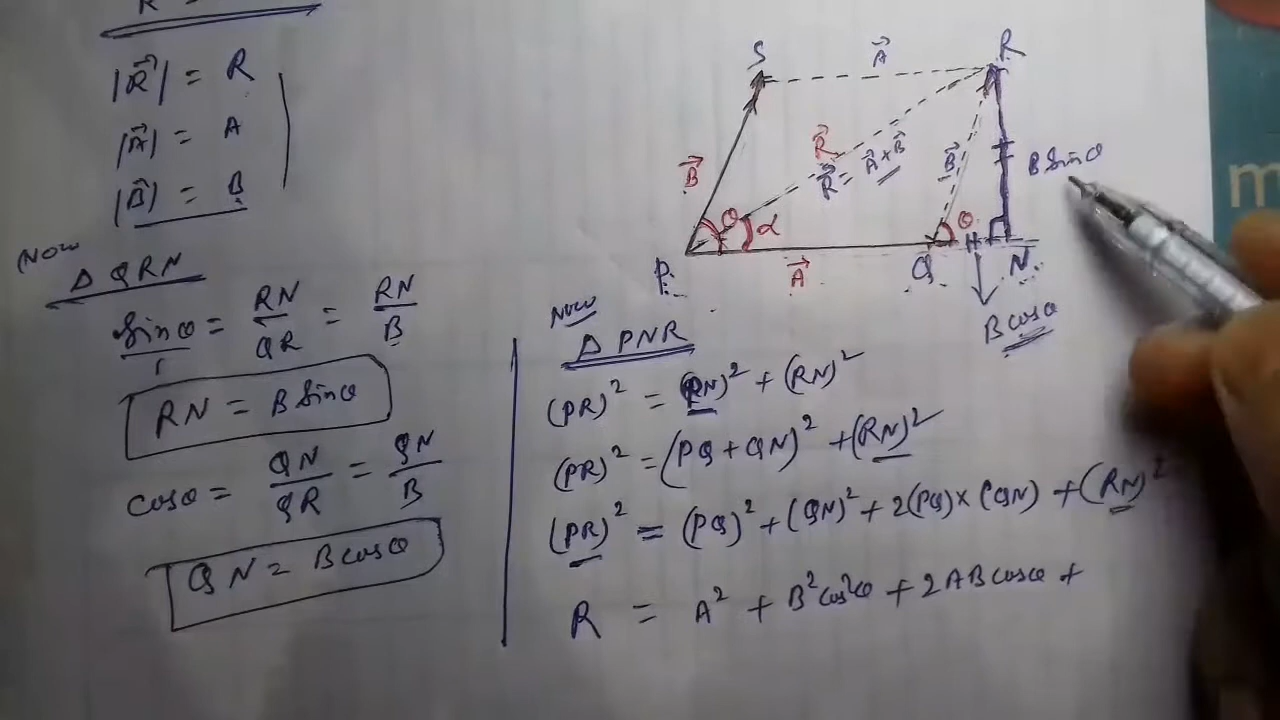 |R⃗| = R
|A⃗| = A
|B⃗| = B
Now
Δ QRN
Sinθ = RN/QR = RN/B
RN = B Sinθ
cosθ = QN/QR = QN/B
QN = B cosθ
S
A⃗
R
B⃗
R⃗
R⃗ = A⃗ + B⃗
B⃗
B Sinθ
θ
α
θ
P
A⃗
Q
N
B cosθ
Now
Δ PNR
(PR)² = (PN)² + (RN)²
(PR)² = (PQ + QN)² + (RN)²
(PR)² = (PQ)² + (QN)² + 2(PQ) × (QN) + (RN)²
R = A² + B² cos²θ + 2AB cosθ +
m